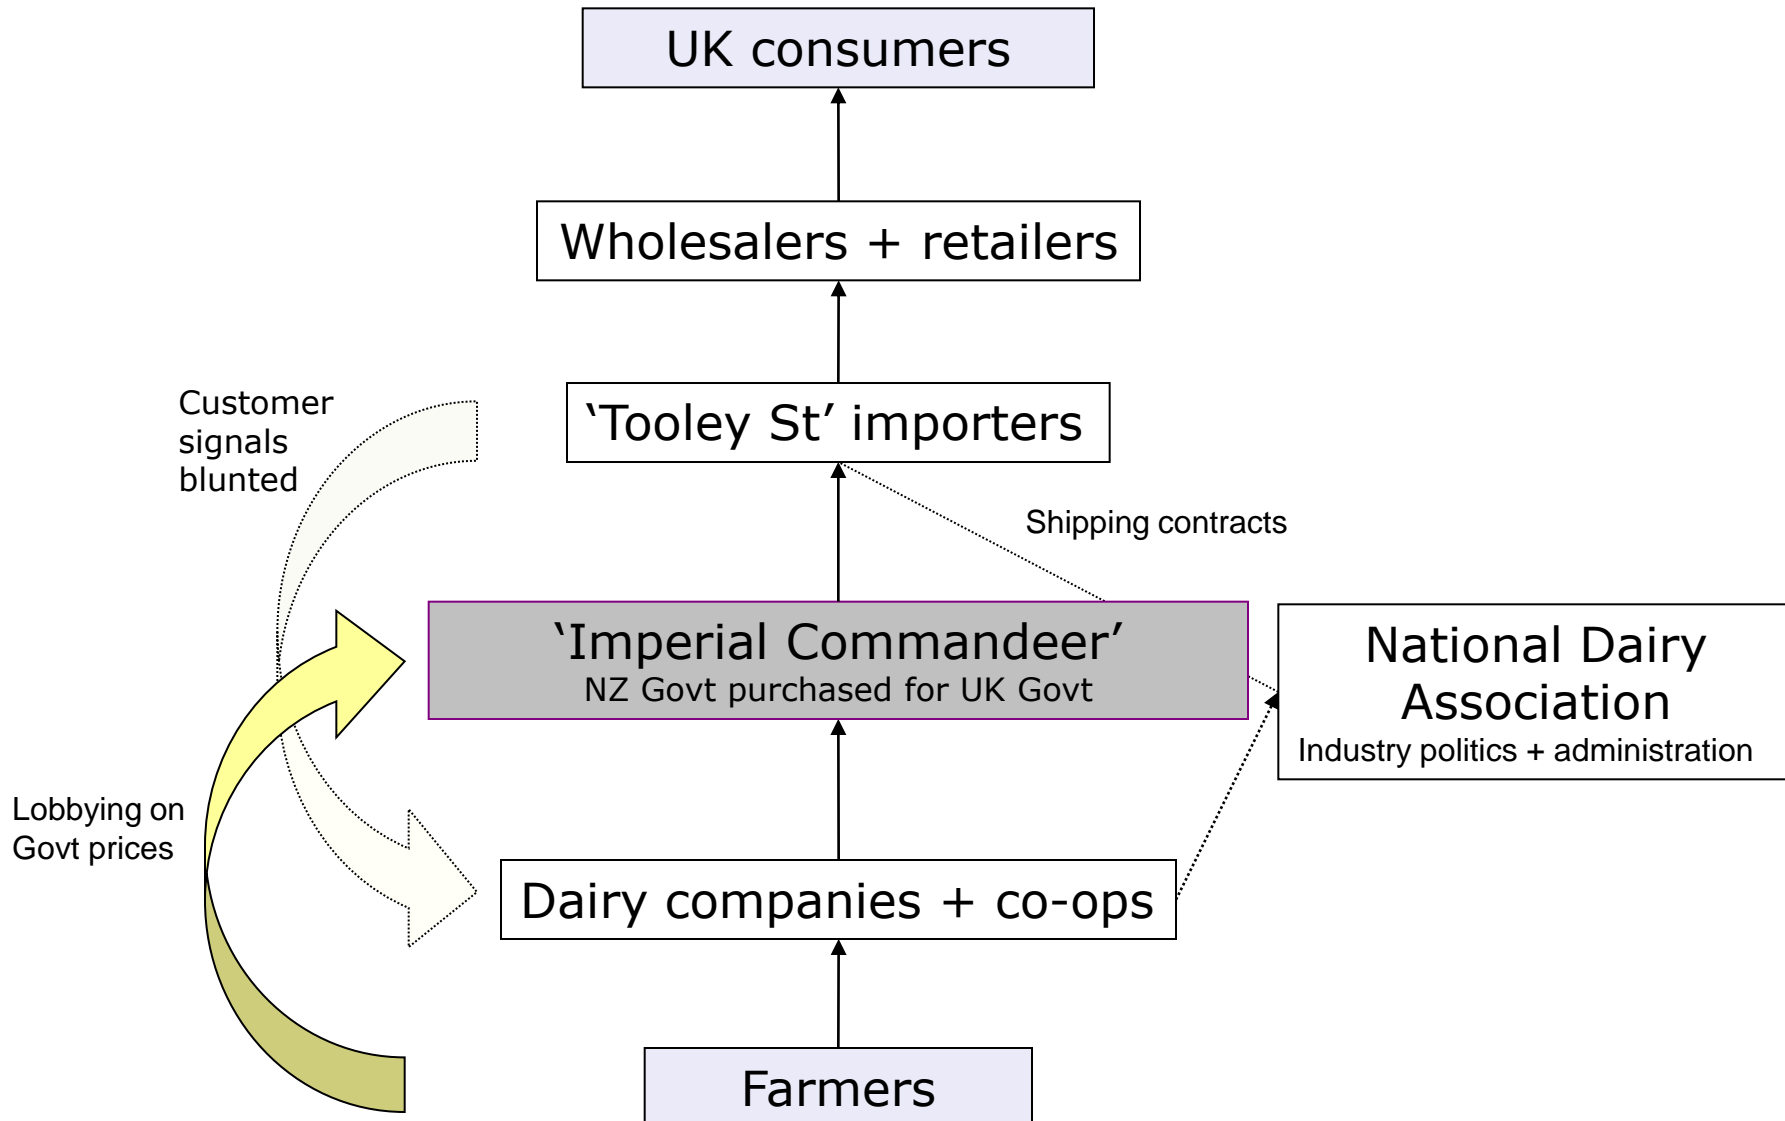 UK consumers
Wholesalers + retailers
‘Tooley St’ importers
Customer
signals
blunted
Shipping contracts
‘Imperial Commandeer’
NZ Govt purchased for UK Govt
National Dairy
Association
Industry politics + administration
Lobbying on
Govt prices
Dairy companies + co-ops
Farmers